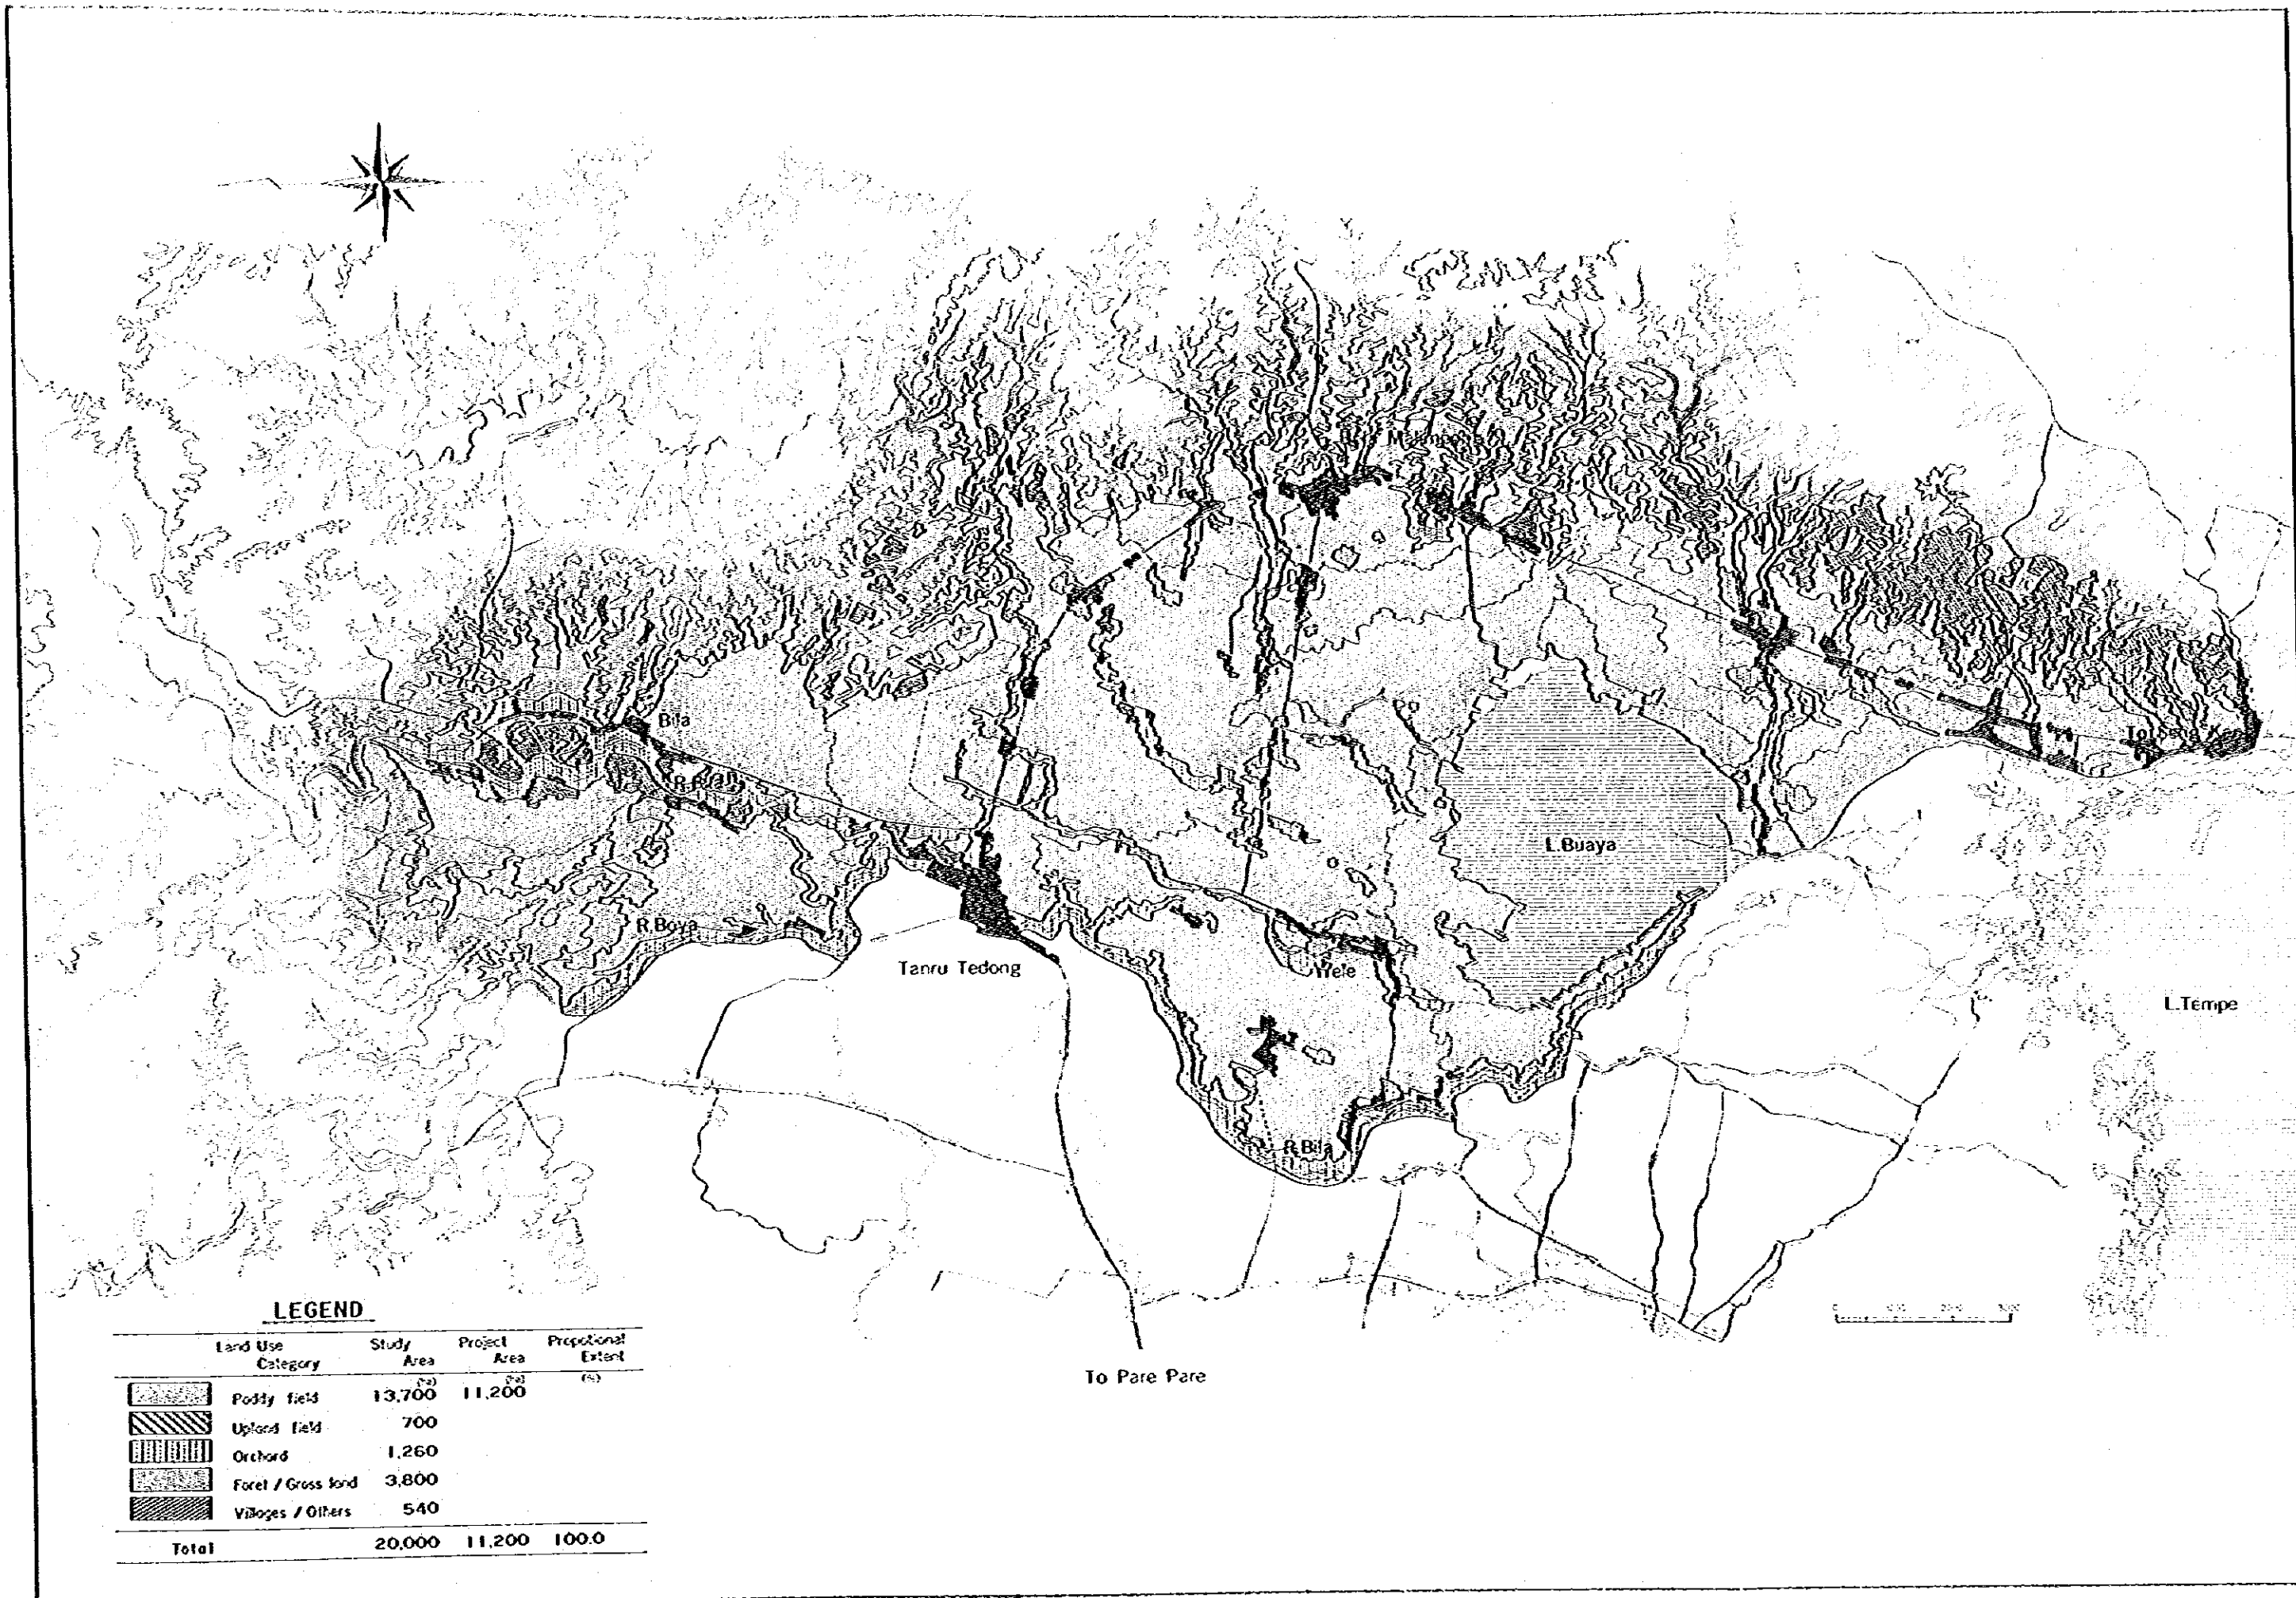 Bila
R.Boya
Tanru Tedong
Wele
L.Buaya
L.Tempe
R.Bila
To Pare Pare
LEGEND
Land Use Category Study Area Project Area Propotional Extent
(ha) (ha) (%)
Paddy field 13,700 11,200
Upland field 700
Orchard 1,260
Foret / Grass land 3,800
Villages / Others 540
Total 20,000 11,200 100.0